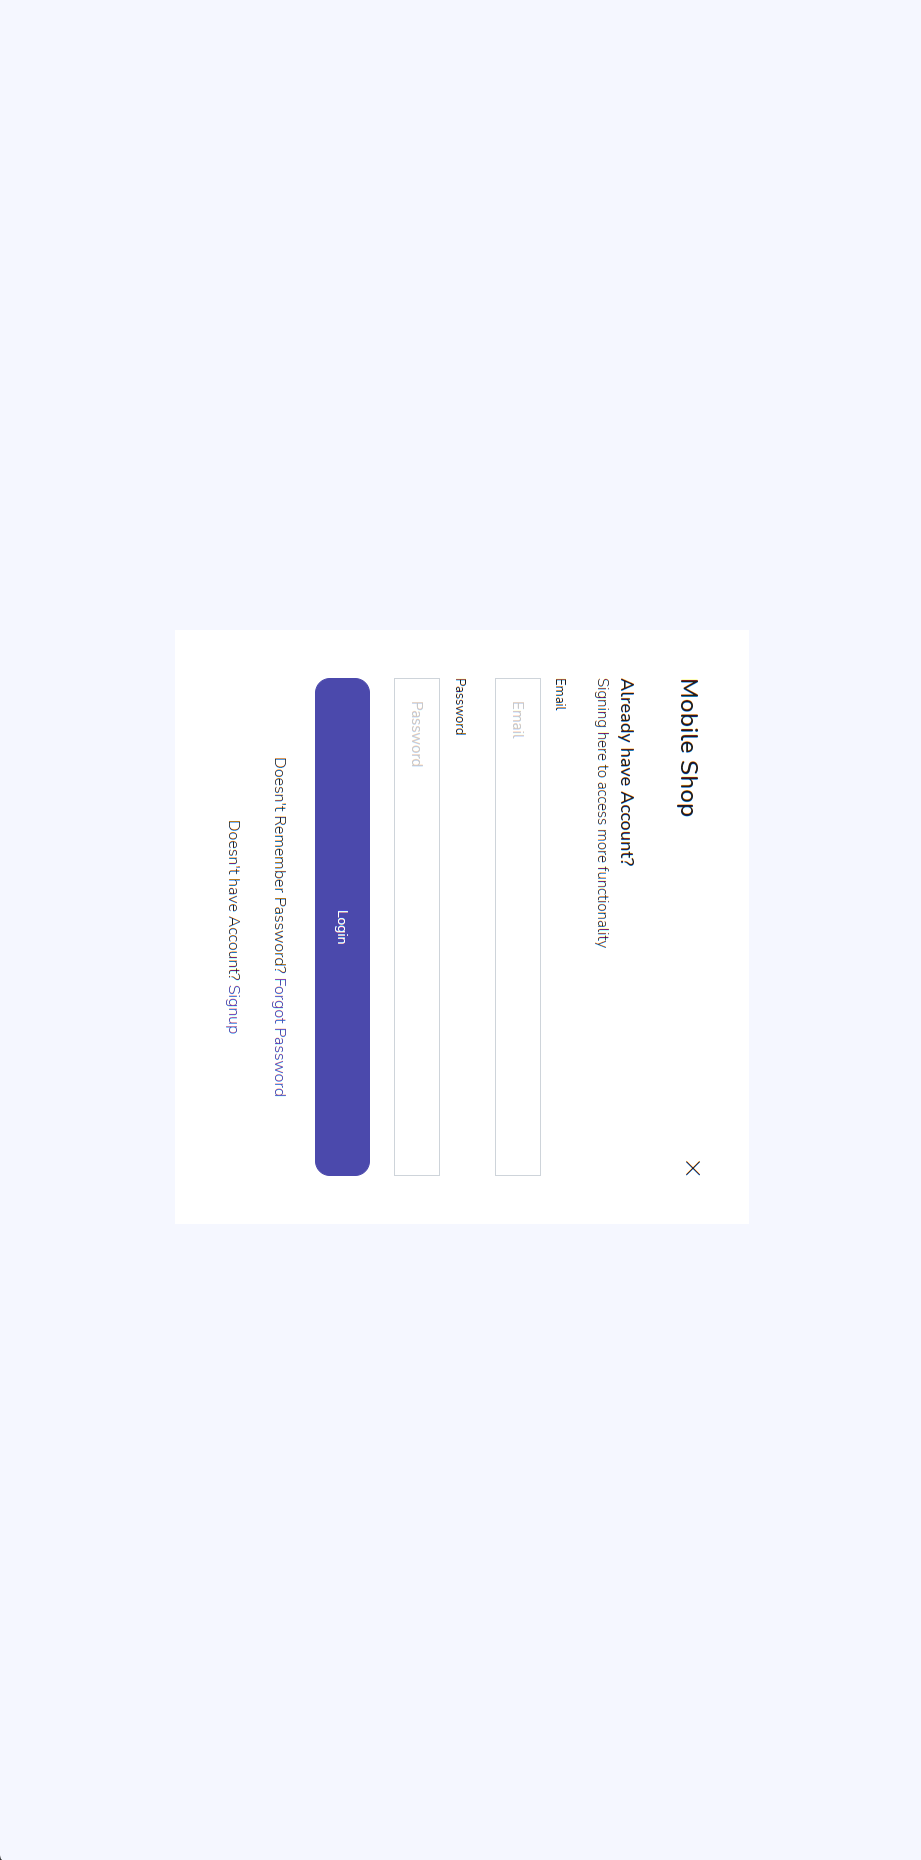 Mobile Shop
Already have Account?
Signing here to access more functionality
Email
Email
Password
Password
Login
Doesn't Remember Password? Forgot Password
Doesn't have Account? Signup